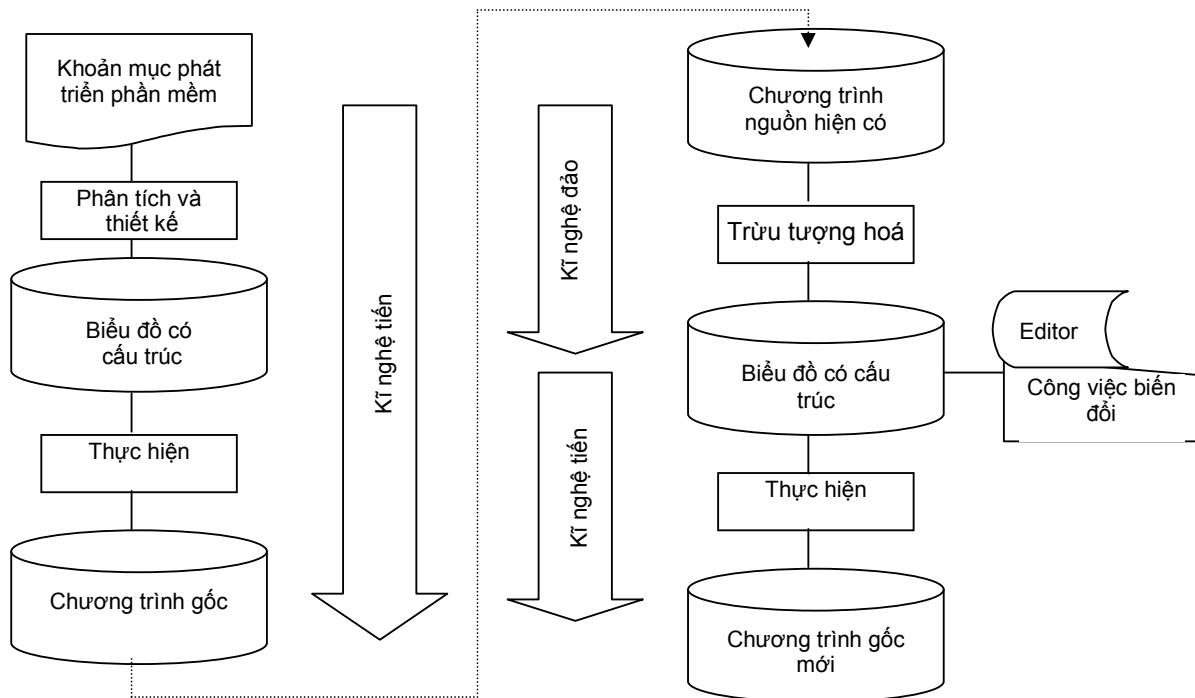 Khoản mục phát
triển phần mềm
Phân tích và
thiết kế
Biểu đồ có
cấu trúc
Thực hiện
Chương trình gốc
Kĩ nghệ tiến
Kĩ nghệ đảo
Kĩ nghệ tiến
Chương trình
nguồn hiện có
Trừu tượng hoá
Biểu đồ có cấu
trúc
Editor
Công việc biến
đổi
Thực hiện
Chương trình gốc
mới